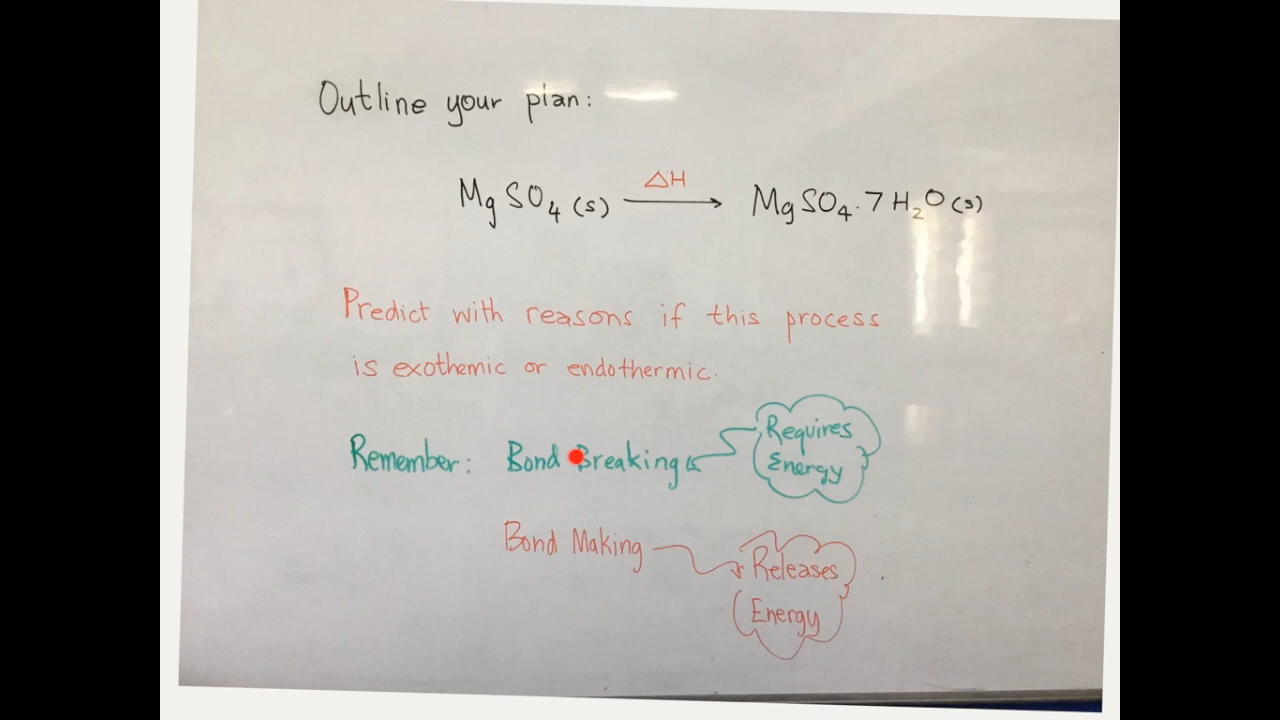 Outline your plan:
MgSO₄(s) ΔH → MgSO₄·7H₂O(s)
Predict with reasons if this process
is exothemic or endothermic.
Remember: Bond Breaking
Requires
Energy
Bond Making
Releases
Energy